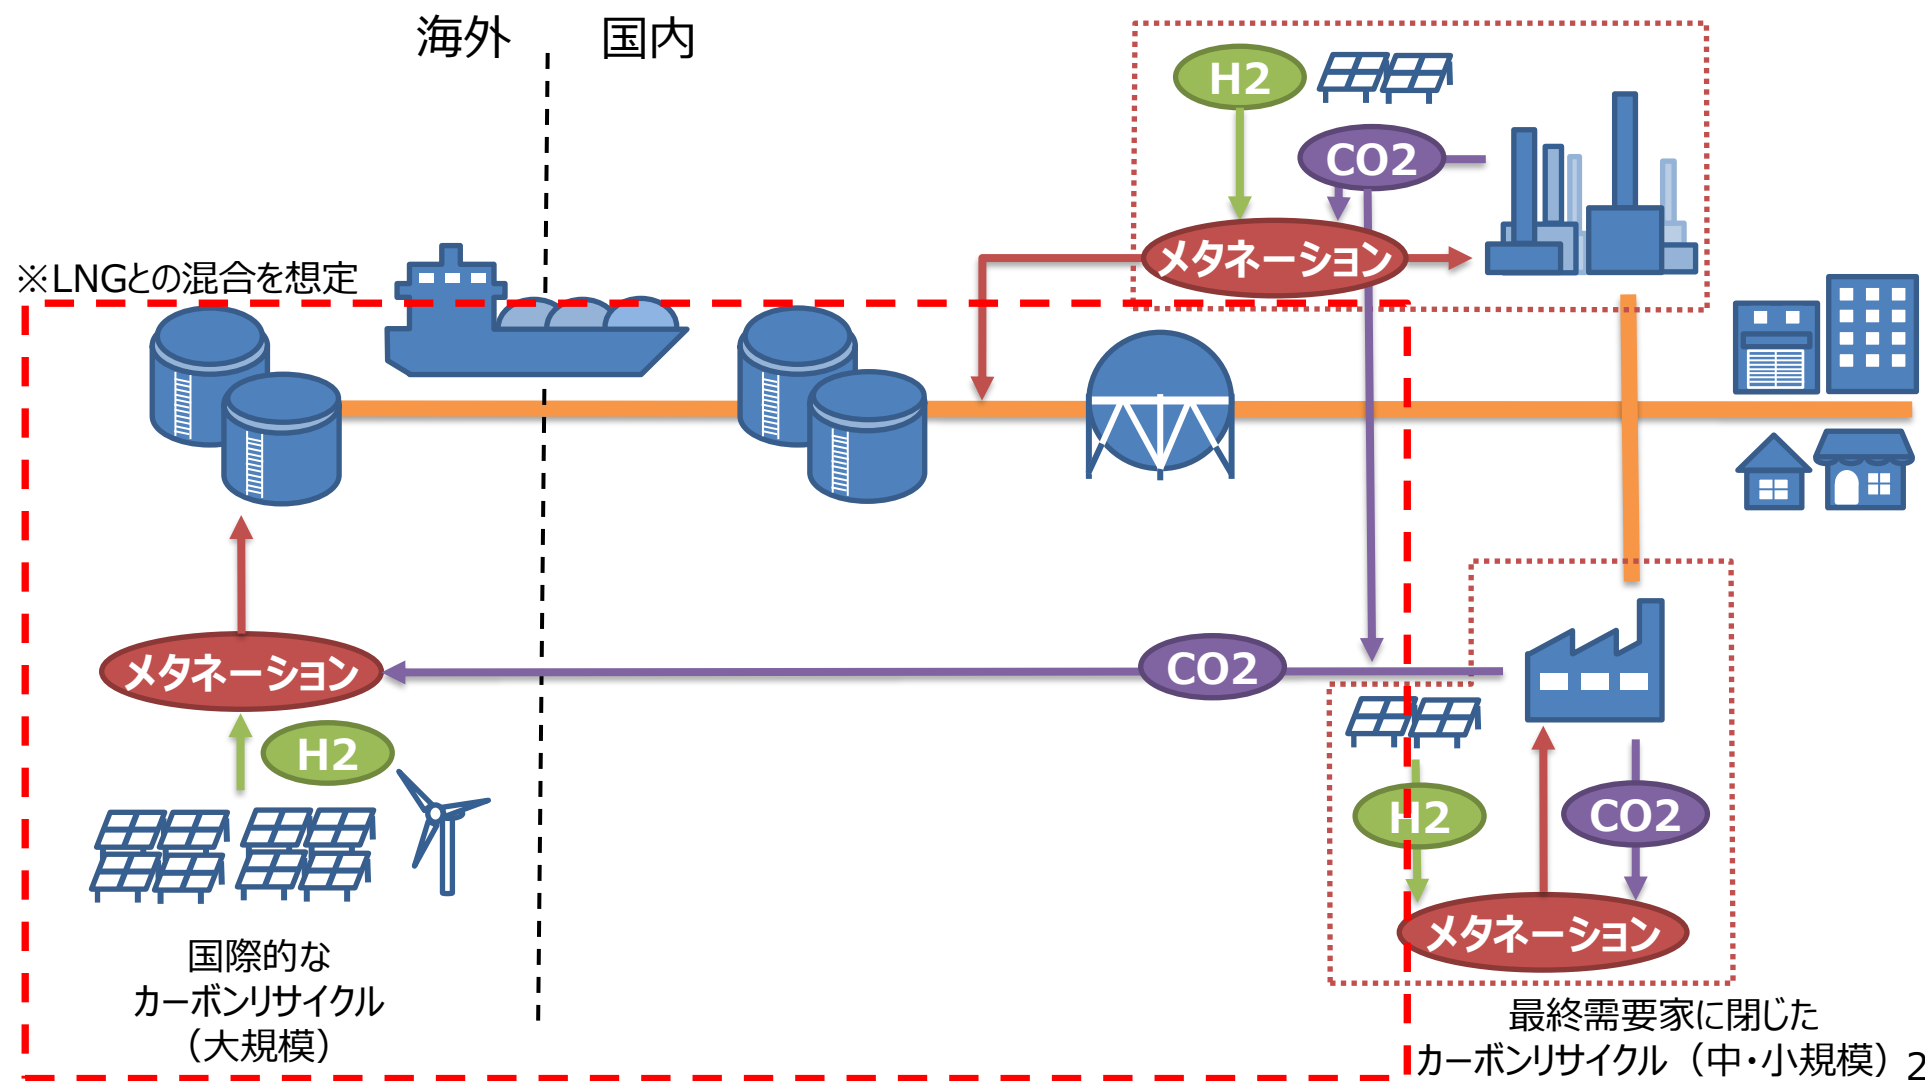 海外
国内
H2
CO2
メタネーション
※LNGとの混合を想定
メタネーション
CO2
H2
H2
CO2
メタネーション
国際的な
カーボンリサイクル
（大規模）
最終需要家に閉じた
カーボンリサイクル（中・小規模）
2